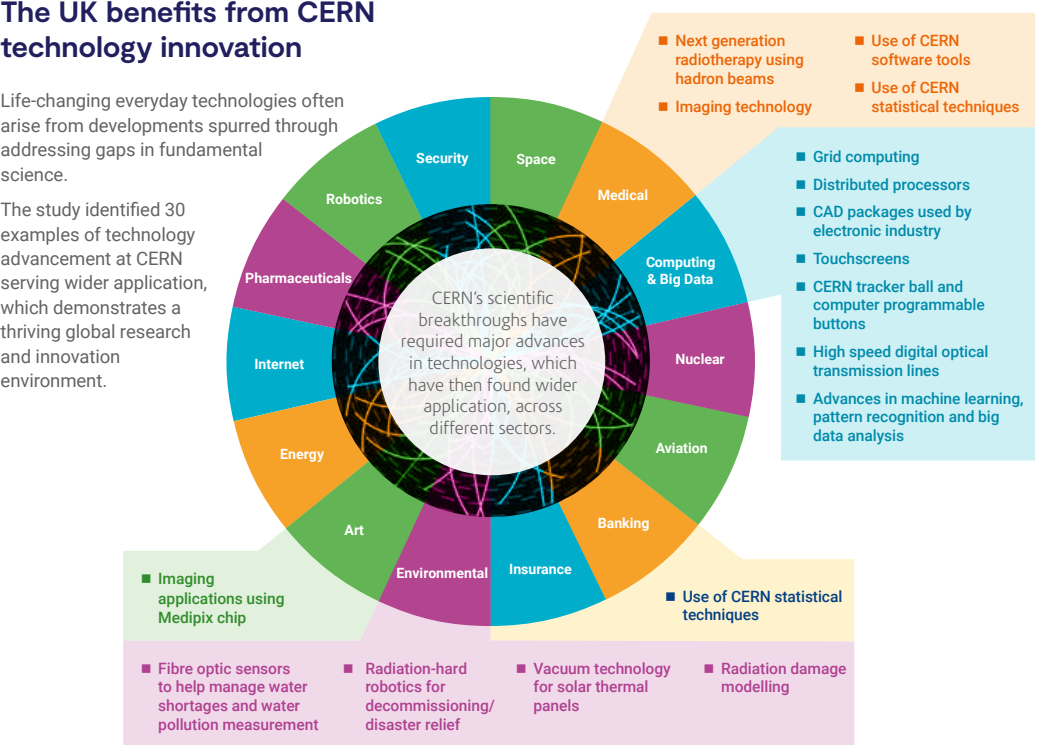 The UK benefits from CERN
technology innovation
Life-changing everyday technologies often
arise from developments spurred through
addressing gaps in fundamental
science.
The study identified 30
examples of technology
advancement at CERN
serving wider application,
which demonstrates a
thriving global research
and innovation
environment.
Security
Space
Medical
Computing
& Big Data
Nuclear
Aviation
Banking
Insurance
Environmental
Art
Energy
Internet
Pharmaceuticals
Robotics
CERN's scientific
breakthroughs have
required major advances
in technologies, which
have then found wider
application, across
different sectors.
■ Next generation
radiotherapy using
hadron beams
■ Imaging technology
■ Use of CERN
software tools
■ Use of CERN
statistical techniques
■ Grid computing
■ Distributed processors
■ CAD packages used by
electronic industry
■ Touchscreens
■ CERN tracker ball and
computer programmable
buttons
■ High speed digital optical
transmission lines
■ Advances in machine learning,
pattern recognition and big
data analysis
■ Imaging
applications using
Medipix chip
■ Use of CERN statistical
techniques
■ Fibre optic sensors
to help manage water
shortages and water
pollution measurement
■ Radiation-hard
robotics for
decommissioning/
disaster relief
■ Vacuum technology
for solar thermal
panels
■ Radiation damage
modelling